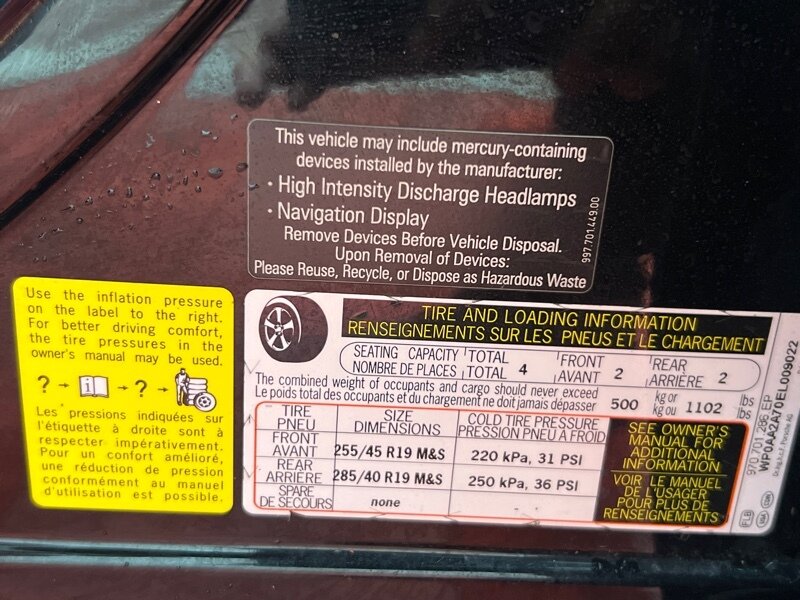 This vehicle may include mercury-containing
devices installed by the manufacturer:
• High Intensity Discharge Headlamps
• Navigation Display
Remove Devices Before Vehicle Disposal.
Upon Removal of Devices:
Please Reuse, Recycle, or Dispose as Hazardous Waste
997.701.449.00
Use the inflation pressure
on the label to the right.
For better driving comfort,
the tire pressures in the
owner's manual may be used.
? → i → ? →
Les pressions indiquées sur
l'étiquette à droite sont à
respecter impérativement.
Pour un confort amélioré,
une réduction de pression
conformément au manuel
d'utilisation est possible.
TIRE AND LOADING INFORMATION
RENSEIGNEMENTS SUR LES PNEUS ET LE CHARGEMENT
SEATING CAPACITY TOTAL 4 FRONT 2 REAR 2
NOMBRE DE PLACES TOTAL AVANT ARRIÈRE
The combined weight of occupants and cargo should never exceed 500 kg or 1102 lbs
Le poids total des occupants et du chargement ne doit jamais dépasser kg ou lbs
TIRE SIZE COLD TIRE PRESSURE
PNEU DIMENSIONS PRESSION PNEU A FROID
FRONT
AVANT 255/45 R19 M&S 220 kPa, 31 PSI
REAR
ARRIÈRE 285/40 R19 M&S 250 kPa, 36 PSI
SPARE
DE SECOURS none
SEE OWNER'S
MANUAL FOR
ADDITIONAL
INFORMATION
VOIR LE MANUEL
DE L'USAGER
POUR PLUS DE
RENSEIGNEMENTS
970.701.286.EP
WP0AA2A70EL009022
FLB USA CDN